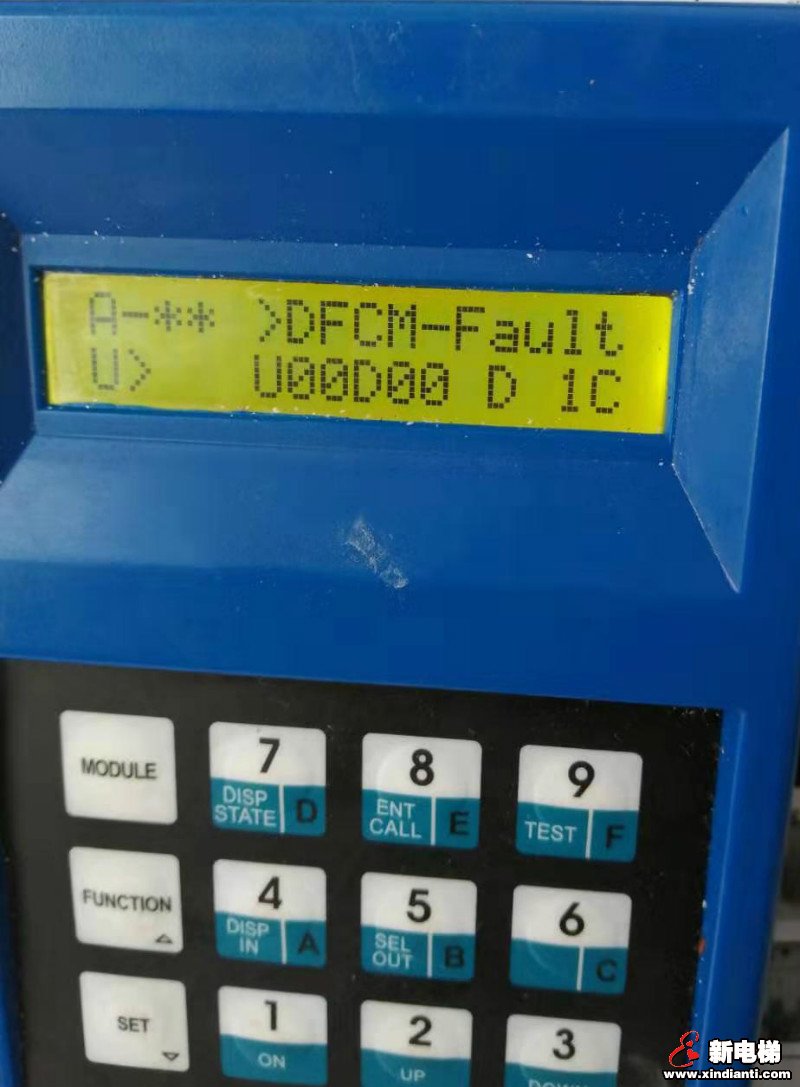 A-** >DFCM-Fault
U> U00D00 D 1C
MODULE
7
DISP STATE
D
8
ENT CALL
E
9
TEST
F
FUNCTION
4
DISP IN
A
5
SEL OUT
B
6
C
SET
1
ON
2
UP
3
DOWN
新电梯
www.xindianti.com